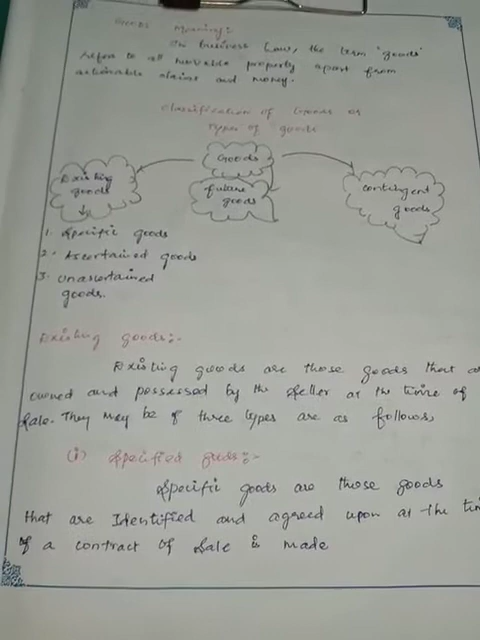 Goods Meaning:
In business Law, the term 'goods'
Refers to all movable property apart from
actionable claims and money.
Classification of Goods or
Types of goods
Goods
Existing
goods
future
goods
contingent
goods
1. Specific goods
2. Ascertained goods
3. Unascertained
goods.
Existing goods:-
Existing goods are those goods that a
owned and possessed by the seller at the time of
Sale. They may be of three types are as follows,
(i) Specified goods:-
Specific goods are those goods
that are Identified and agreed upon at the tim
of a contract of Sale is made